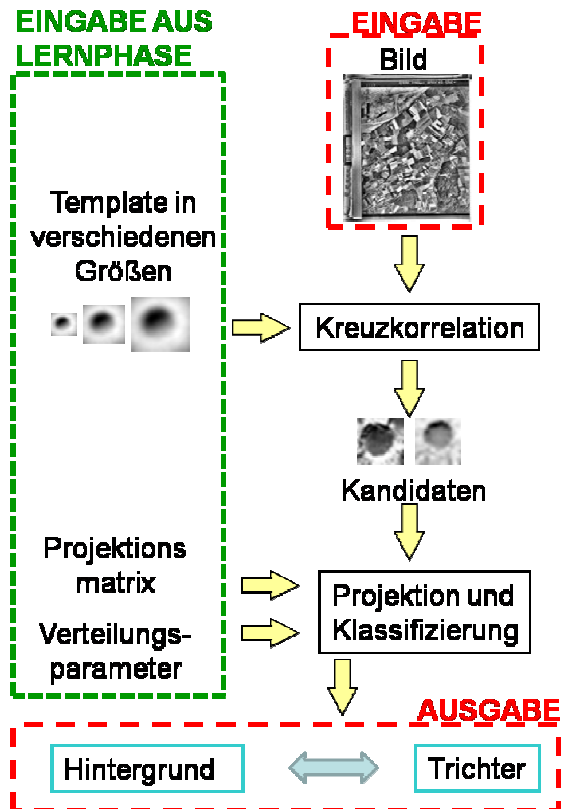 EINGABE AUS
LERNPHASE
EINGABE
Bild
Template in
verschiedenen
Größen
Kreuzkorrelation
Kandidaten
Projektions
matrix
Verteilungs-
parameter
Projektion und
Klassifizierung
AUSGABE
Hintergrund
Trichter